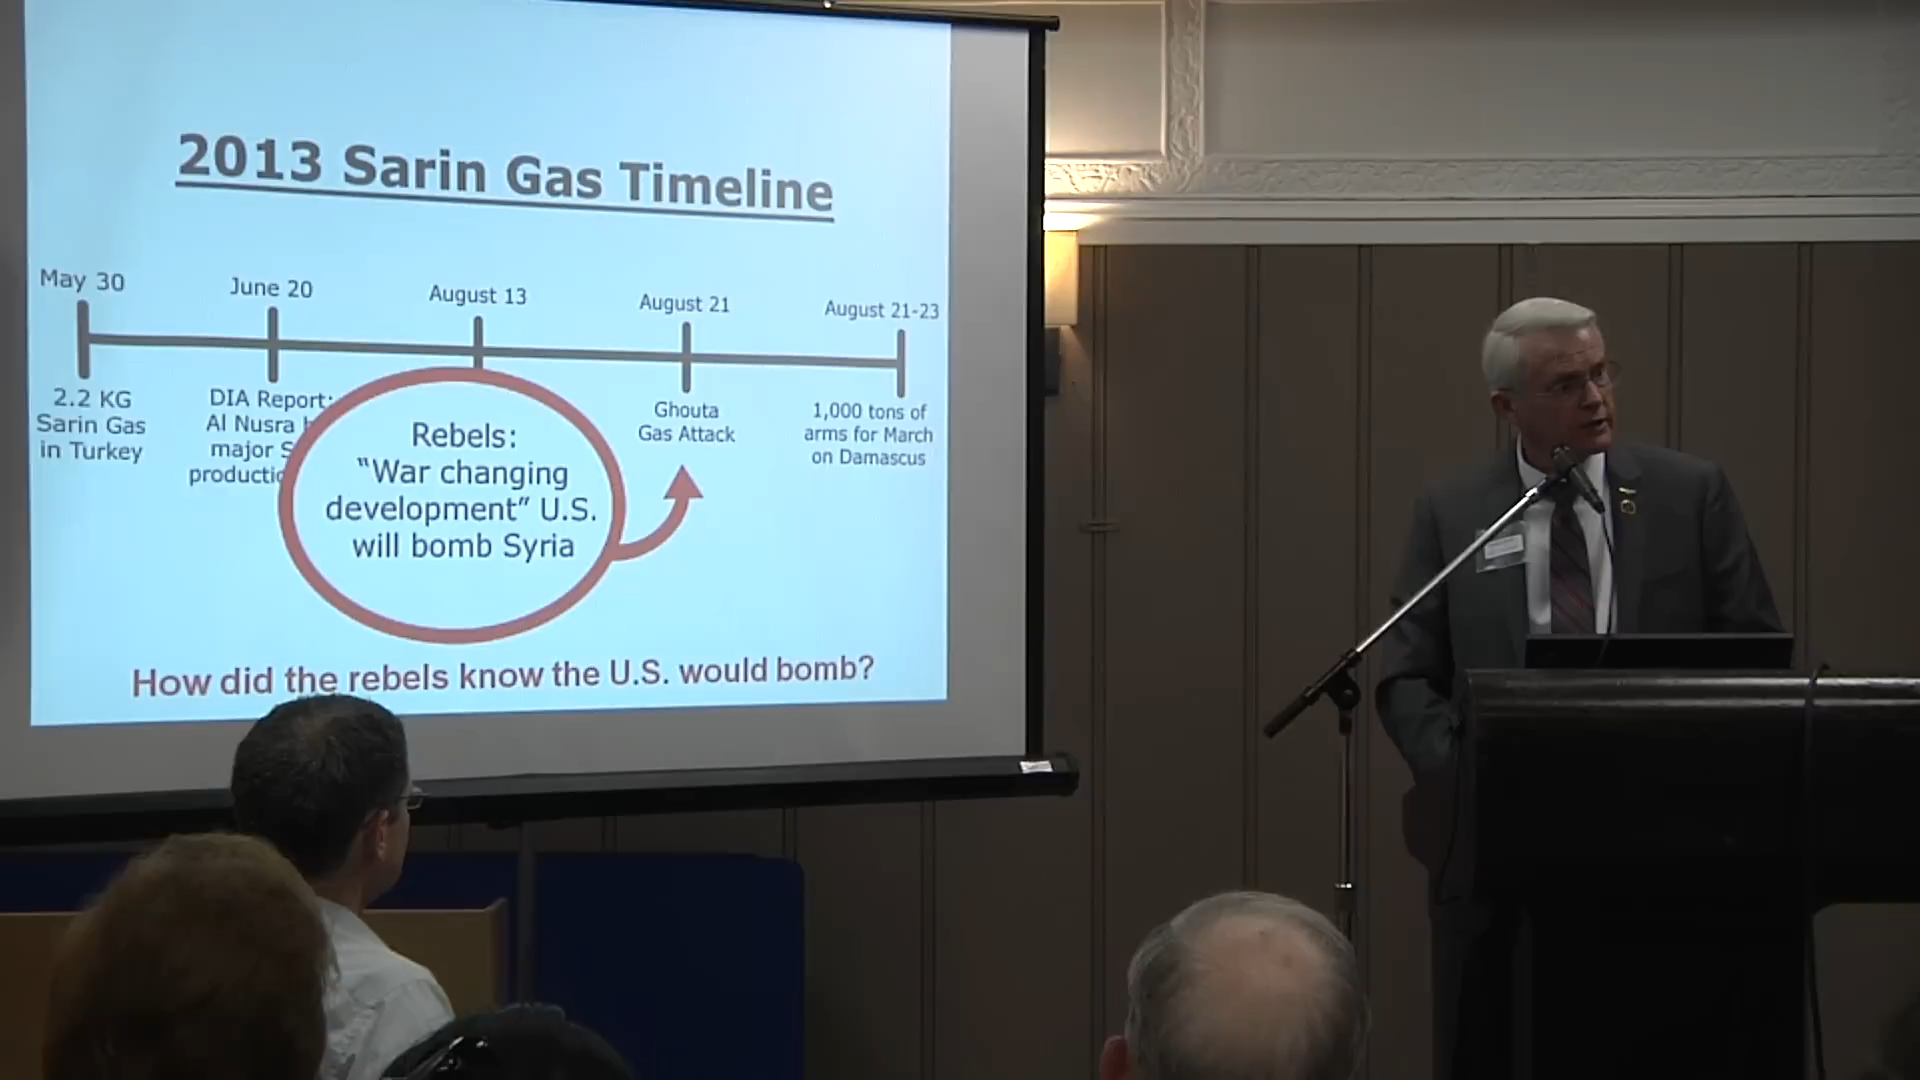 2013 Sarin Gas Timeline
May 30
June 20
August 13
August 21
August 21-23
2.2 KG
Sarin Gas
in Turkey
DIA Report:
Al Nusra
major S
productio
Rebels:
"War changing
development" U.S.
will bomb Syria
Ghouta
Gas Attack
1,000 tons of
arms for March
on Damascus
How did the rebels know the U.S. would bomb?